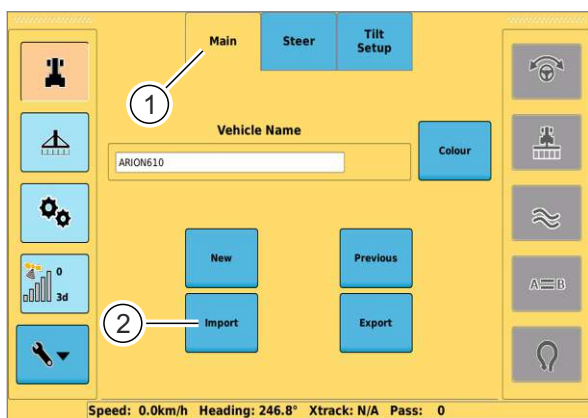 Main
Steer
Tilt
Setup
1
Vehicle Name
ARION610
Colour
0
3d
New
Previous
A=B
2
Import
Export
Speed: 0.0km/h Heading: 246.8° Xtrack: N/A Pass: 0